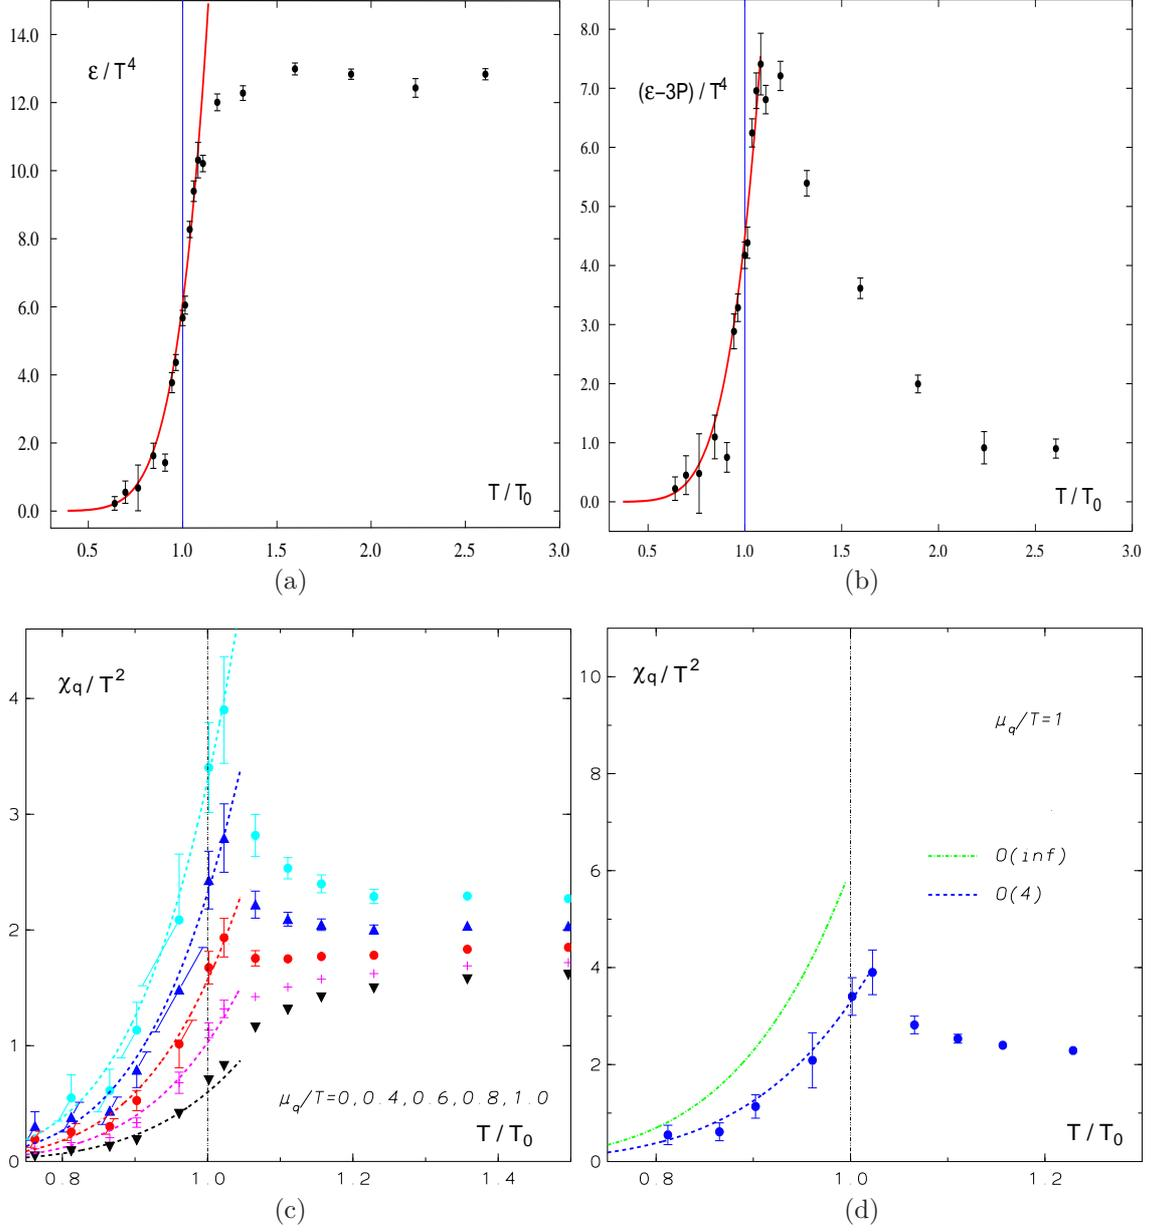 14.0
12.0
10.0
8.0
6.0
4.0
2.0
0.0
ε / T⁴
T / T₀
0.5 1.0 1.5 2.0 2.5 3.0
(a)
8.0
7.0
6.0
5.0
4.0
3.0
2.0
1.0
0.0
(ε−3P) / T⁴
T / T₀
0.5 1.0 1.5 2.0 2.5 3.0
(b)
4
3
2
1
0
χq / T²
μq/T=0,0.4,0.6,0.8,1.0
T / T₀
0.8 1.0 1.2 1.4
(c)
10
8
6
4
2
0
χq / T²
μq/T=1
O(inf)
O(4)
T / T₀
0.8 1.0 1.2
(d)